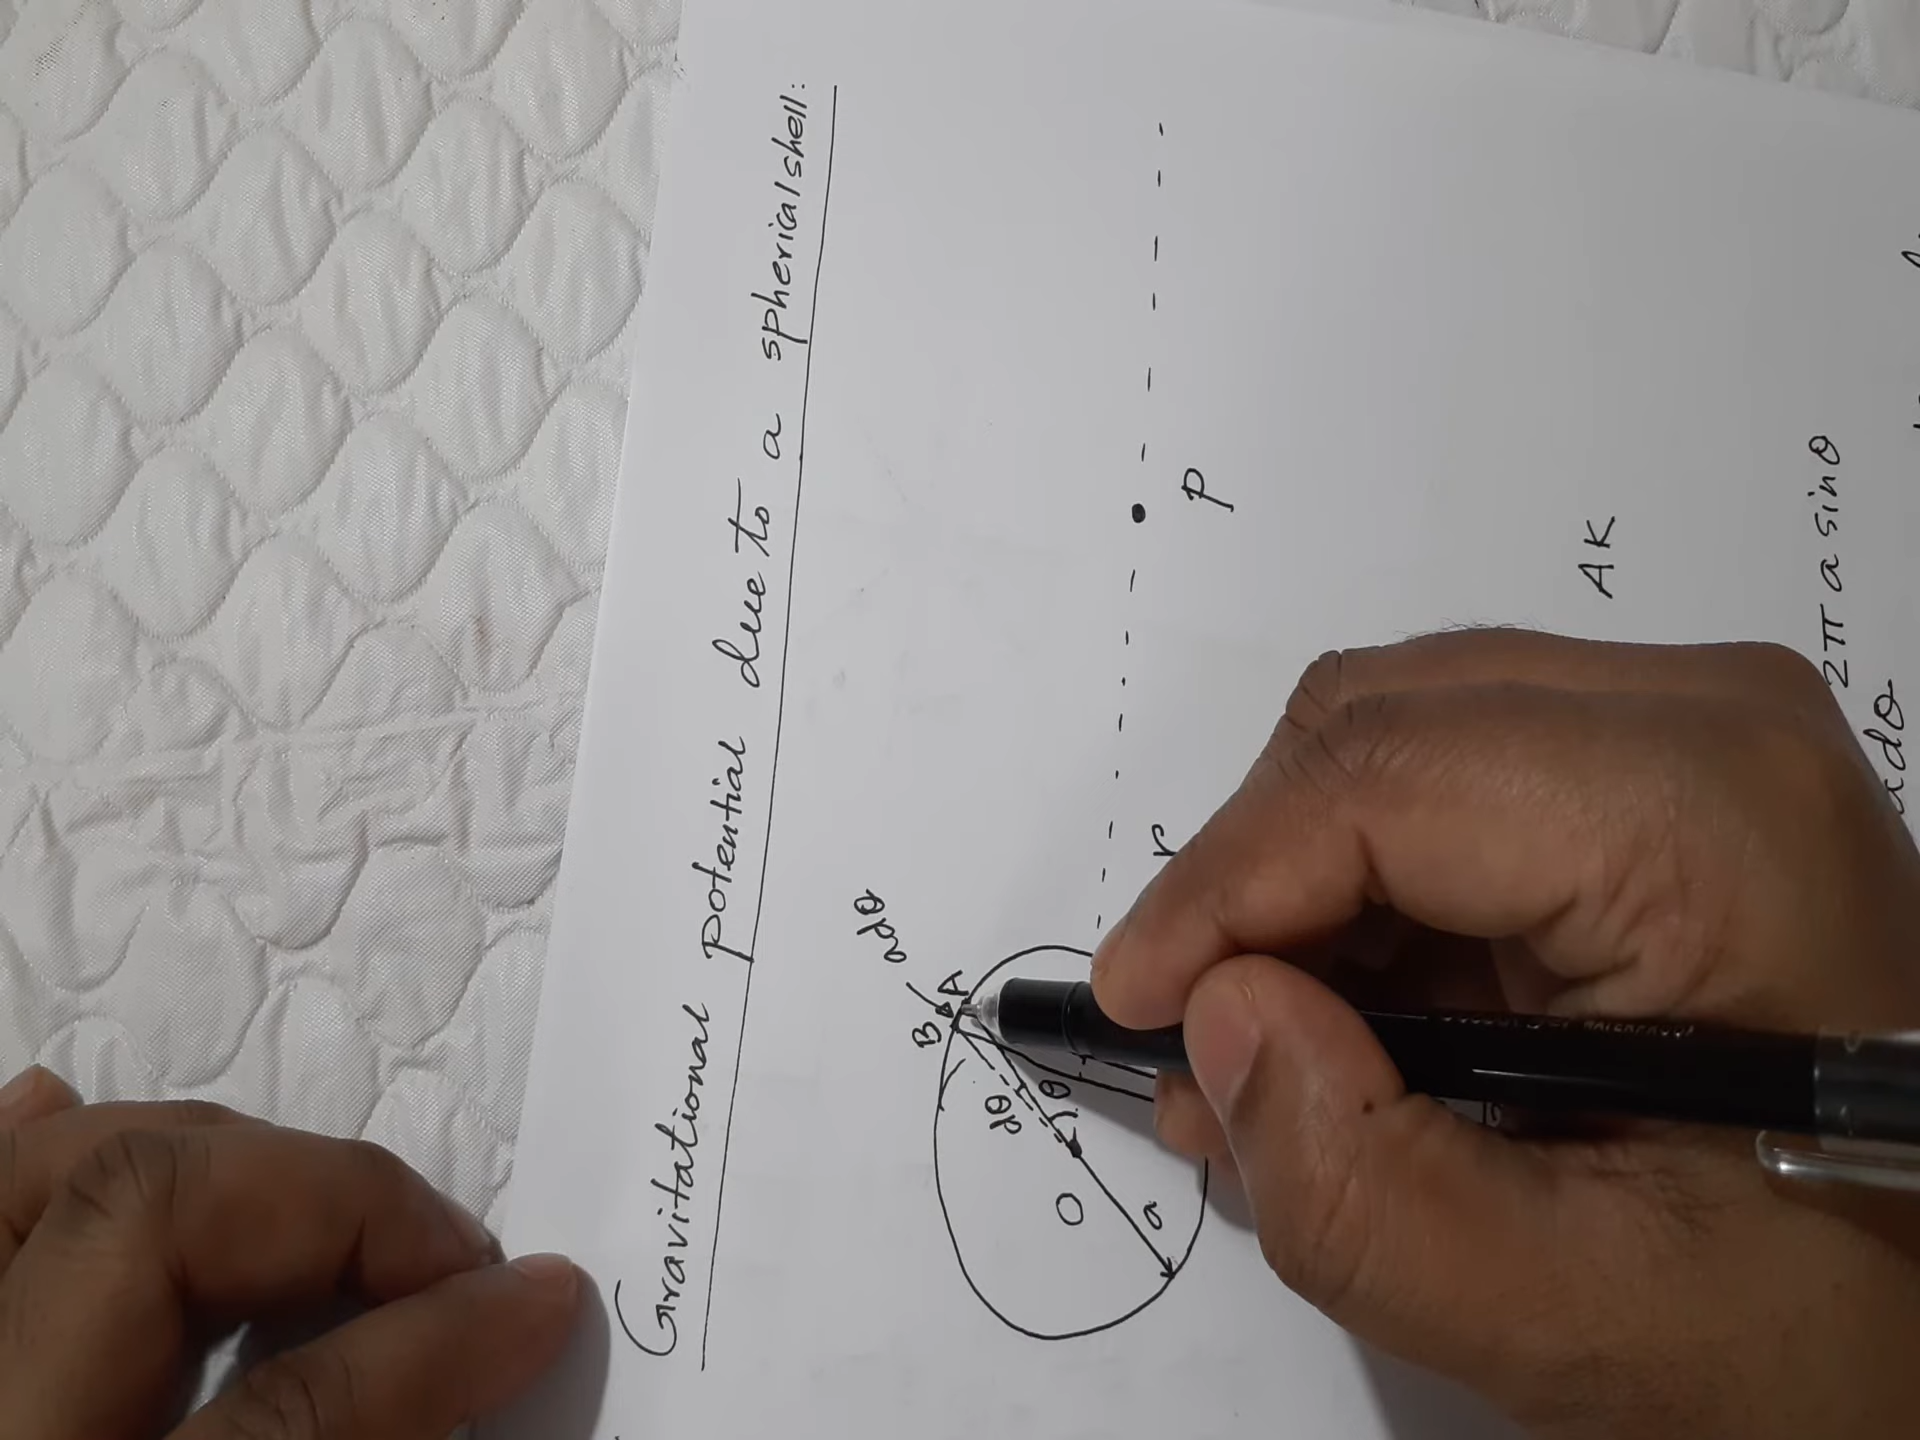 Gravitational potential due to a spherical shell:
adθ
B A
dθ θ
O
a
r
P
AK
2π a sinθ
adθ